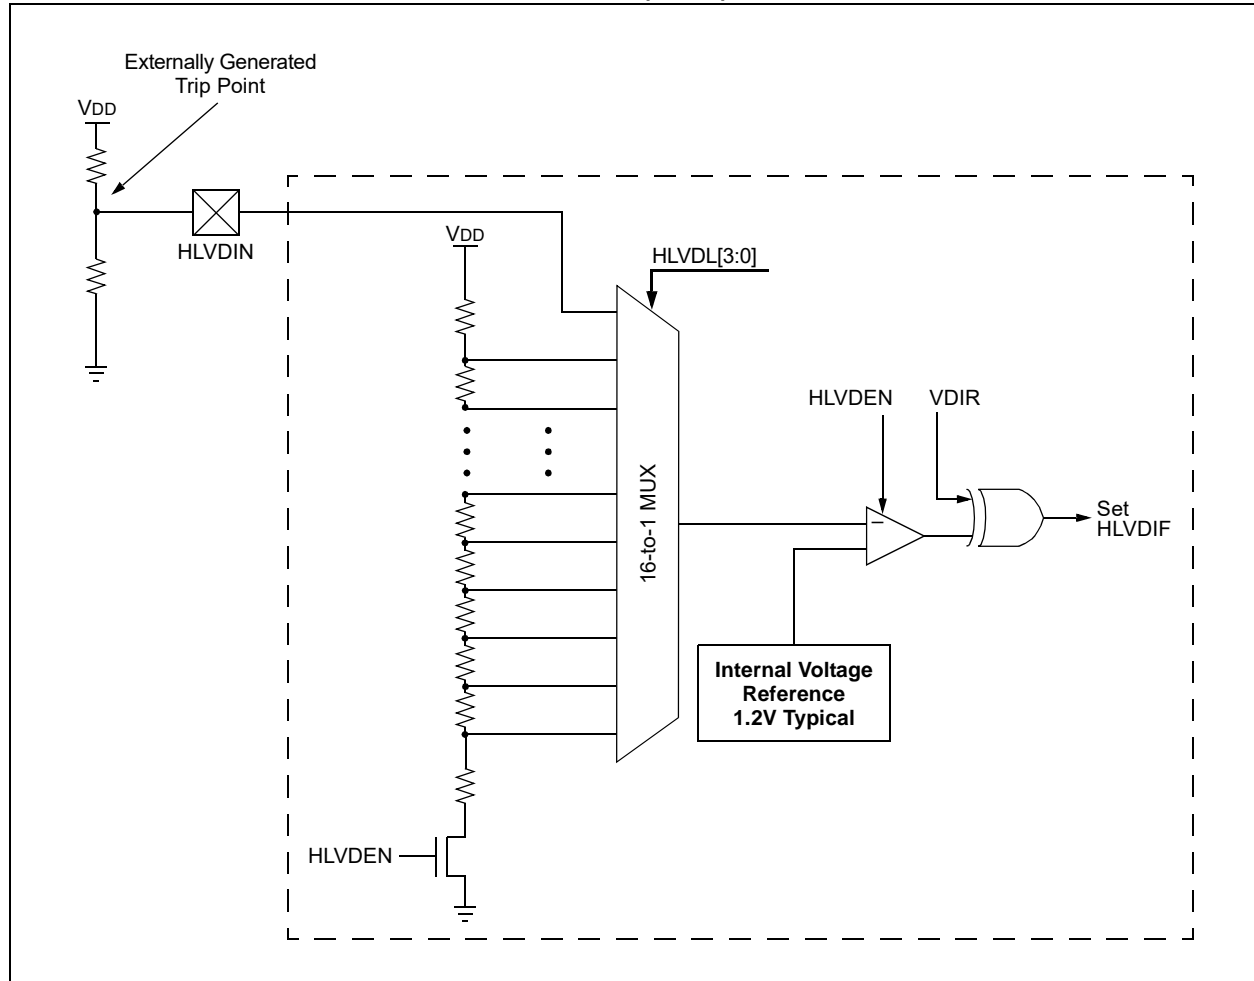 Externally Generated
Trip Point
VDD
HLVDIN
VDD
HLVDL[3:0]
16-to-1 MUX
HLVDEN
VDIR
–
Set
HLVDIF
Internal Voltage
Reference
1.2V Typical
HLVDEN